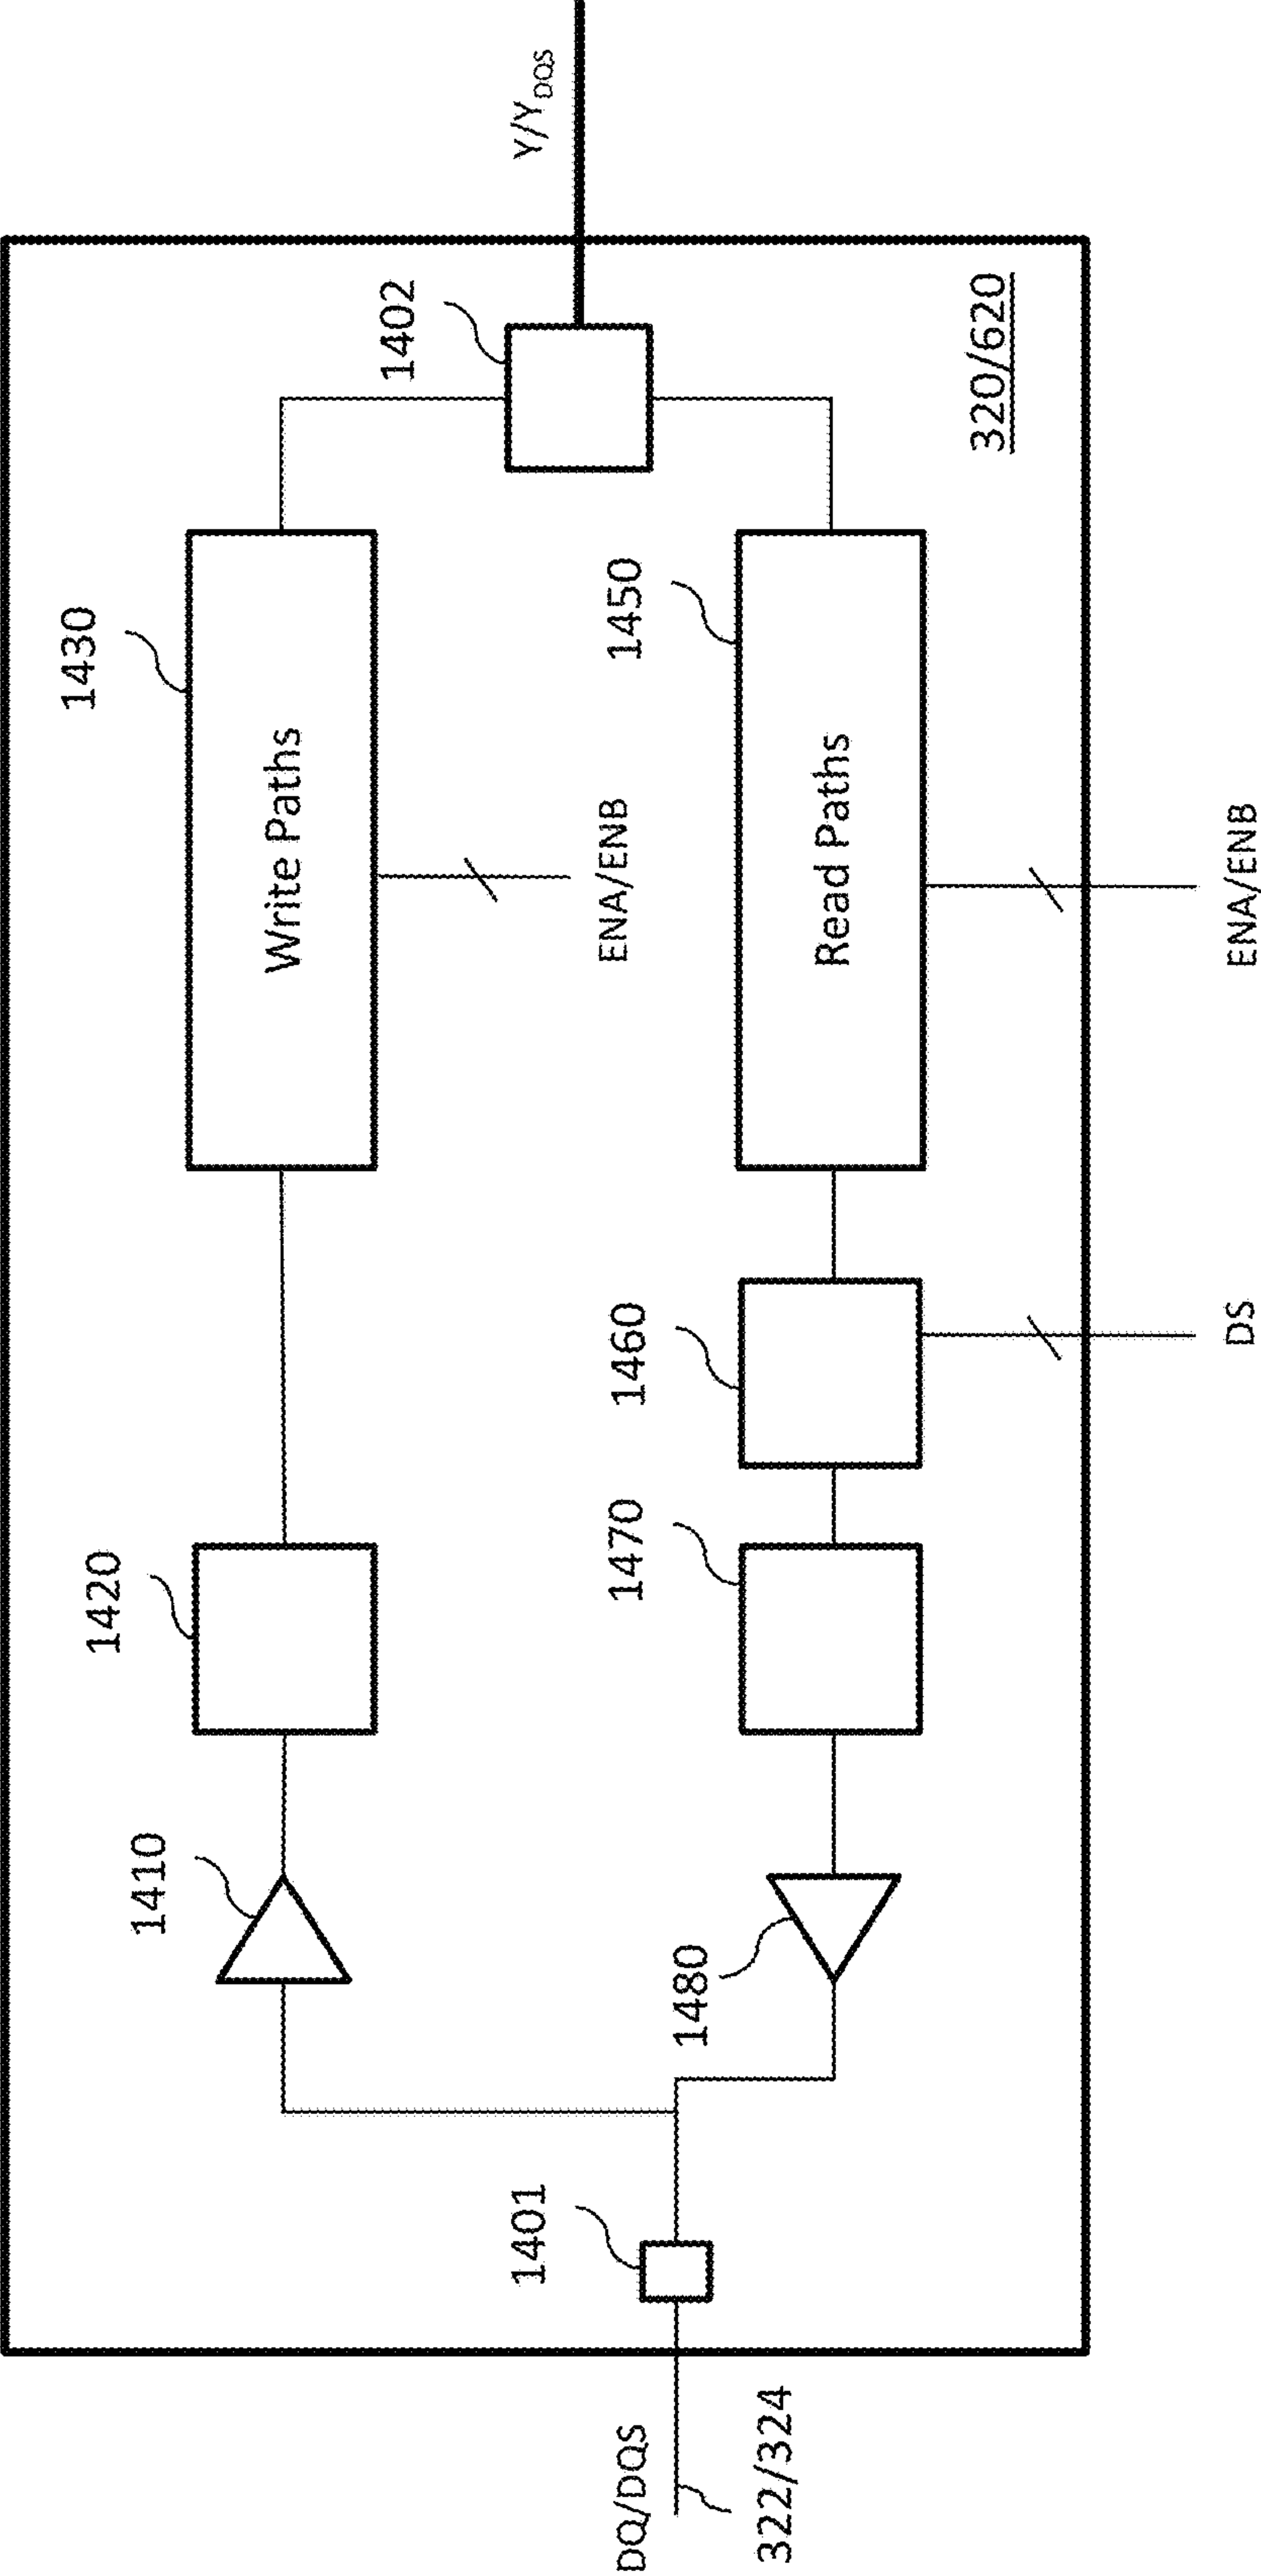 1430
Write Paths
ENA/ENB
1420
1410
1402
Y/YDQS
1450
Read Paths
ENA/ENB
1460
DS
1470
1480
1401
DQ/DQS
322/324
320/620